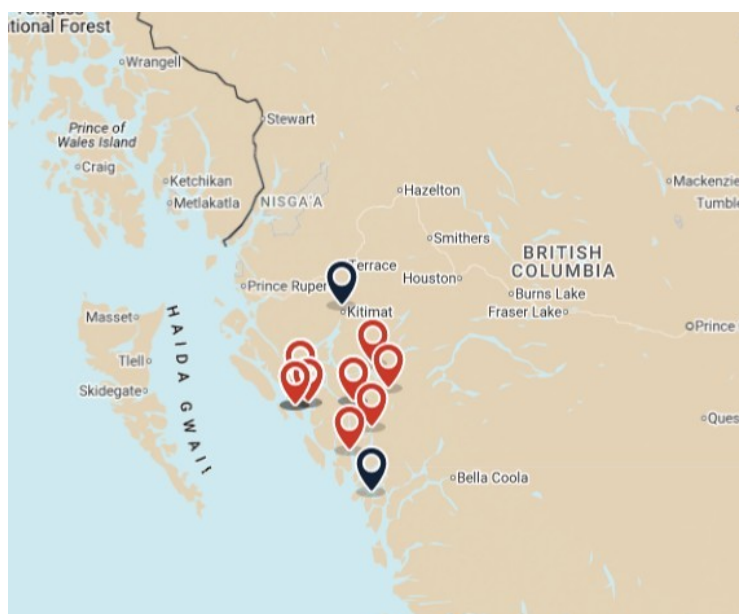 Tongass
tional Forest
Wrangell
Stewart
Prince of
Wales Island
Craig
Ketchikan
Metlakatla
NISGA'A
Hazelton
Mackenzie
Tumble
Smithers
BRITISH
COLUMBIA
Terrace
Houston
Prince Ruper
Burns Lake
Kitimat
Fraser Lake
Masset
Prince
HAIDA GWAII
Tlell
Skidegate
Ques
Bella Coola